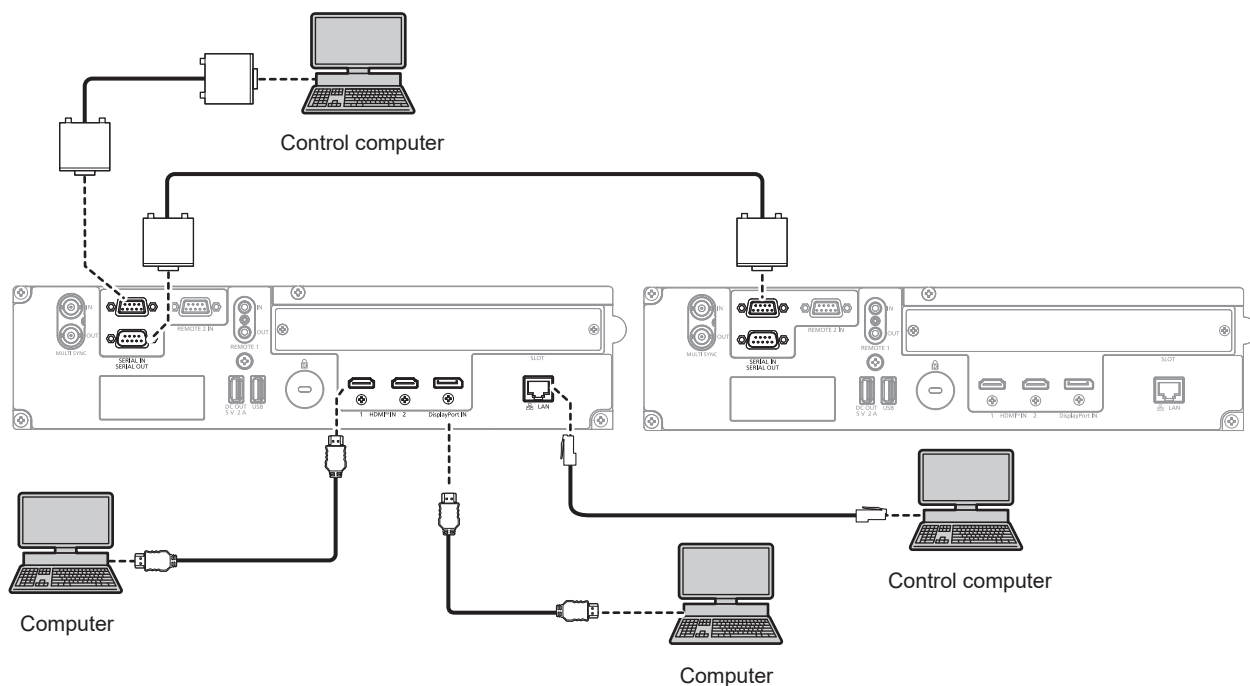 Control computer
IN
OUT
MULTI SYNC
REMOTE 2 IN
SERIAL IN
SERIAL OUT
IN
OUT
REMOTE 1
DC OUT
5 V 2 A
USB
SLOT
1 HDMI™ IN 2
DisplayPort IN
LAN
IN
OUT
MULTI SYNC
REMOTE 2 IN
SERIAL IN
SERIAL OUT
IN
OUT
REMOTE 1
DC OUT
5 V 2 A
USB
SLOT
1 HDMI™ IN 2
DisplayPort IN
LAN
Computer
Control computer
Computer